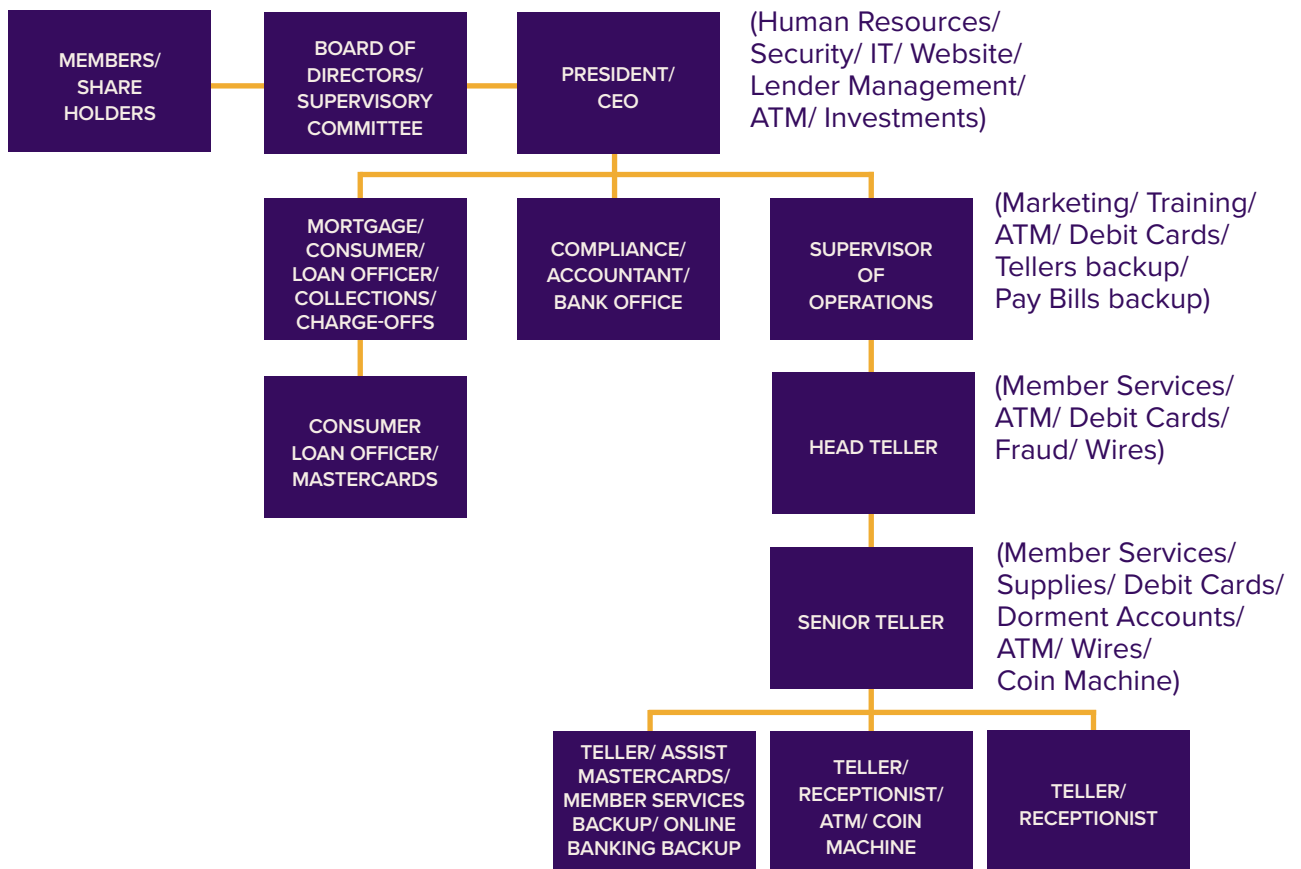 MEMBERS/
SHARE
HOLDERS
BOARD OF
DIRECTORS/
SUPERVISORY
COMMITTEE
PRESIDENT/
CEO
(Human Resources/
Security/ IT/ Website/
Lender Management/
ATM/ Investments)
MORTGAGE/
CONSUMER/
LOAN OFFICER/
COLLECTIONS/
CHARGE-OFFS
COMPLIANCE/
ACCOUNTANT/
BANK OFFICE
SUPERVISOR
OF
OPERATIONS
(Marketing/ Training/
ATM/ Debit Cards/
Tellers backup/
Pay Bills backup)
CONSUMER
LOAN OFFICER/
MASTERCARDS
HEAD TELLER
(Member Services/
ATM/ Debit Cards/
Fraud/ Wires)
SENIOR TELLER
(Member Services/
Supplies/ Debit Cards/
Dorment Accounts/
ATM/ Wires/
Coin Machine)
TELLER/ ASSIST
MASTERCARDS/
MEMBER SERVICES
BACKUP/ ONLINE
BANKING BACKUP
TELLER/
RECEPTIONIST/
ATM/ COIN
MACHINE
TELLER/
RECEPTIONIST